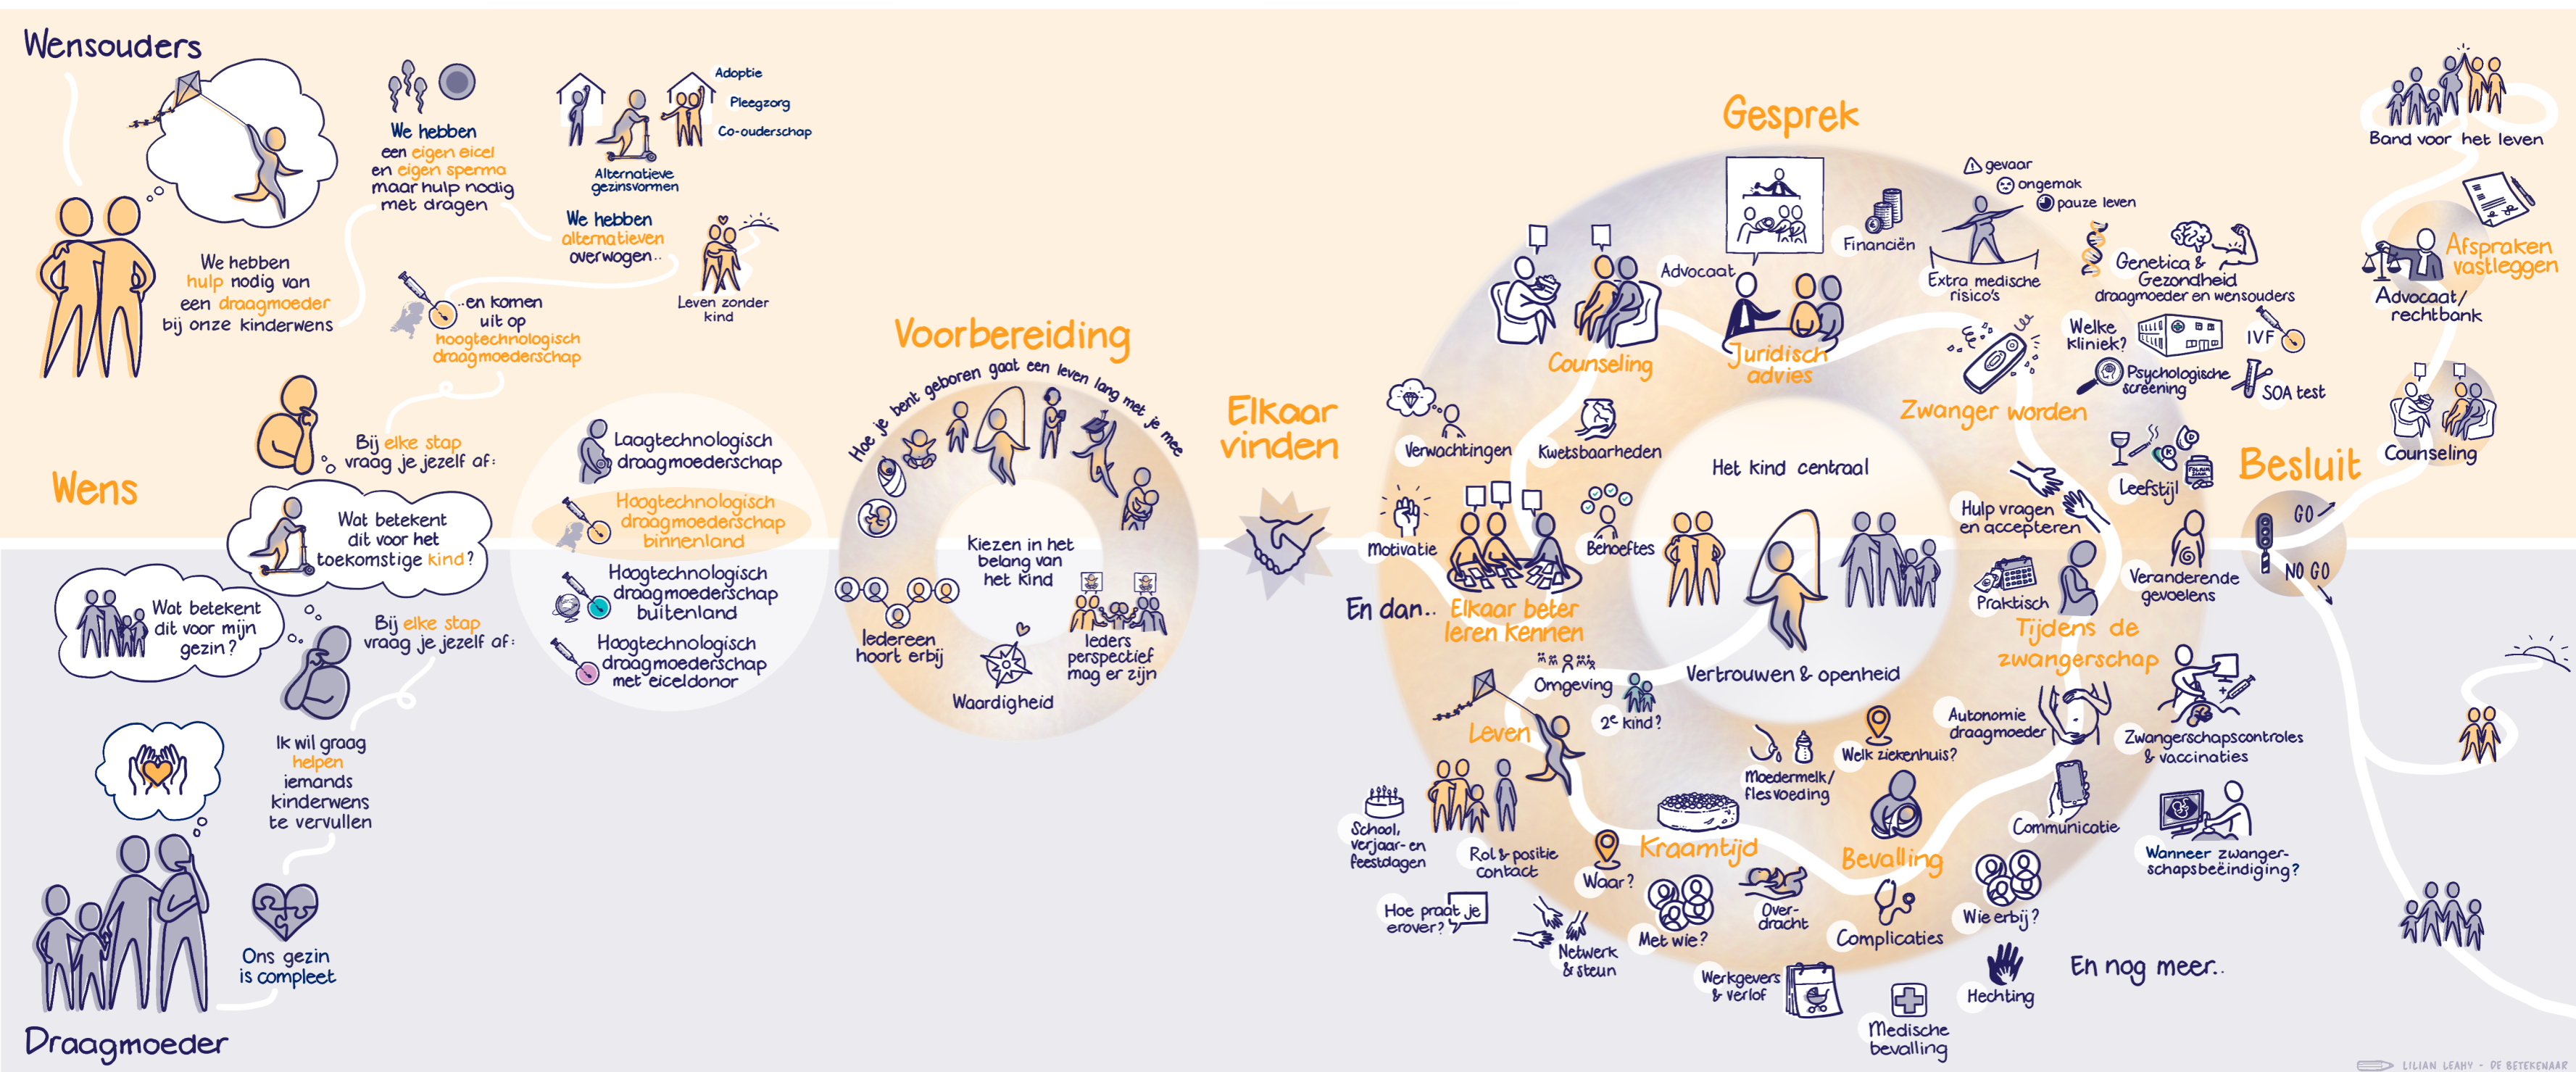 Wensouders
We hebben
hulp nodig van
een draagmoeder
bij onze kinderwens
We hebben
een eigen eicel
en eigen sperma
maar hulp nodig
met dragen
Adoptie
Pleegzorg
Co-ouderschap
Alternatieve
gezinsvormen
We hebben
alternatieven
overwogen..
Leven zonder
kind
..en komen
uit op
hoogtechnologisch
draagmoederschap
Bij elke stap
vraag je jezelf af:
Wens
Wat betekent
dit voor het
toekomstige kind?
Wat betekent
dit voor mijn
gezin?
Bij elke stap
vraag je jezelf af:
Ik wil graag
helpen
iemands
kinderwens
te vervullen
Ons gezin
is compleet
Draagmoeder
Laagtechnologisch
draagmoederschap
Hoogtechnologisch
draagmoederschap
binnenland
Hoogtechnologisch
draagmoederschap
buitenland
Hoogtechnologisch
draagmoederschap
met eiceldonor
Voorbereiding
Hoe je bent geboren gaat een leven lang met je mee
Kiezen in het
belang van
het kind
Iedereen
hoort erbij
Waardigheid
Ieders
perspectief
mag er zijn
Elkaar
vinden
Gesprek
Counseling
Advocaat
Juridisch
advies
Financiën
gevaar
ongemak
pauze leven
Extra medische
risico's
Genetica &
Gezondheid
draagmoeder en wensouders
Welke
kliniek?
IVF
Psychologische
screening
SOA test
Zwanger worden
Verwachtingen
Kwetsbaarheden
Motivatie
Behoeftes
En dan..
Elkaar beter
leren kennen
Het kind centraal
Vertrouwen & openheid
Leefstijl
Hulp vragen
en accepteren
Praktisch
Veranderende
gevoelens
Tijdens de
zwangerschap
Autonomie
draagmoeder
Zwangerschapscontroles
& vaccinaties
Communicatie
Wanneer zwanger-
schapsbeëindiging?
Omgeving
2e kind?
Leven
School,
verjaar- en
feestdagen
Rol & positie
contact
Hoe praat je
erover?
Netwerk
& steun
Waar?
Kraamtijd
Met wie?
Over-
dracht
Werkgevers
& verlof
Moedermelk/
flesvoeding
Welk ziekenhuis?
Bevalling
Complicaties
Wie erbij?
Hechting
Medische
bevalling
En nog meer..
Besluit
GO
NO GO
Counseling
Advocaat/
rechtbank
Afspraken
vastleggen
Band voor het leven
LILIAN LEAHY - DE BETEKENAAR